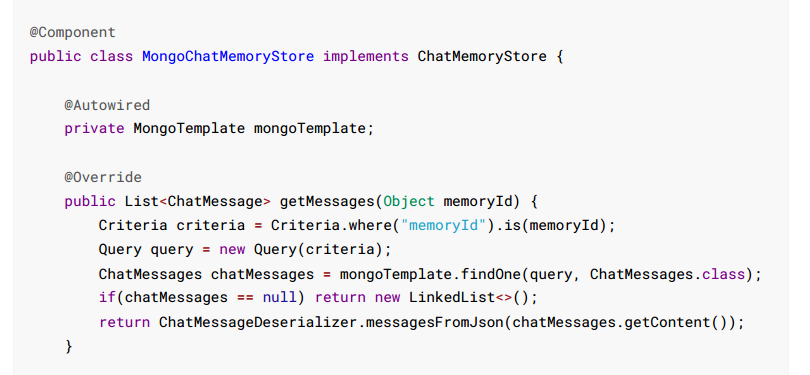 @Component
public class MongoChatMemoryStore implements ChatMemoryStore {
@Autowired
private MongoTemplate mongoTemplate;
@Override
public List<ChatMessage> getMessages(Object memoryId) {
Criteria criteria = Criteria.where("memoryId").is(memoryId);
Query query = new Query(criteria);
ChatMessages chatMessages = mongoTemplate.findOne(query, ChatMessages.class);
if(chatMessages == null) return new LinkedList<>();
return ChatMessageDeserializer.messagesFromJson(chatMessages.getContent());
}